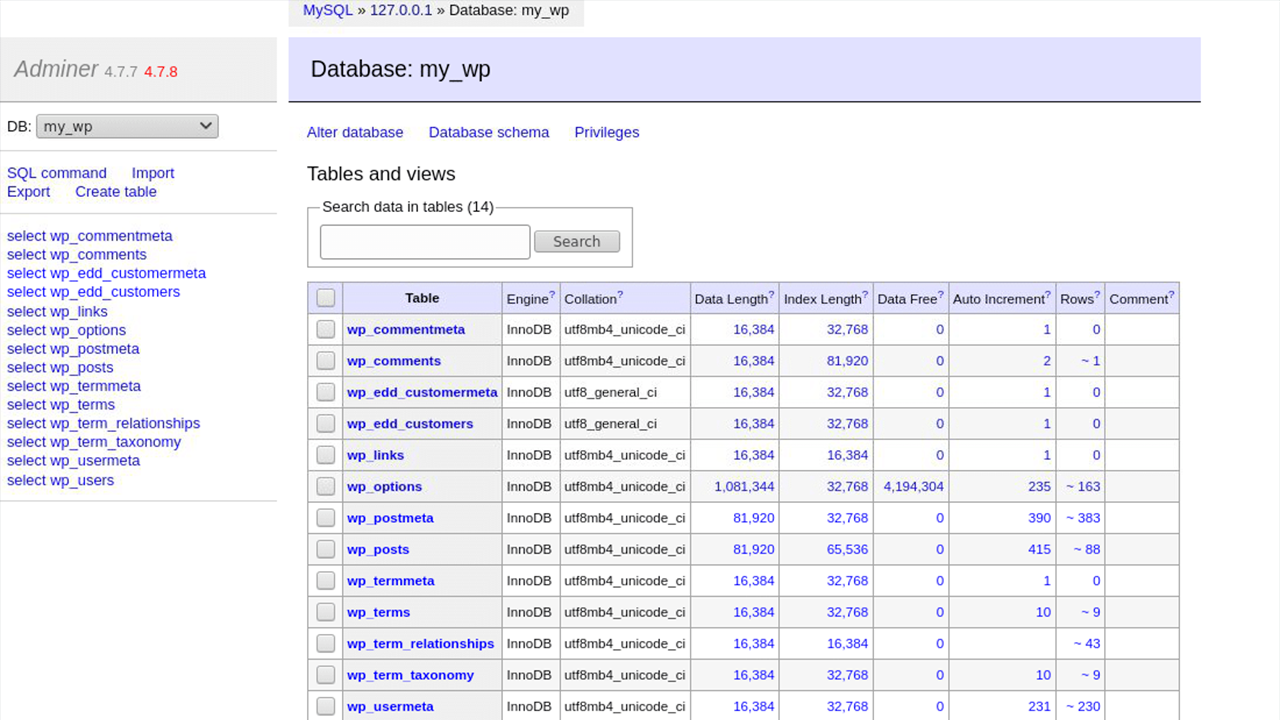 MySQL » 127.0.0.1 » Database: my_wp
Adminer 4.7.7 4.7.8
DB: my_wp
SQL command Import
Export Create table
select wp_commentmeta
select wp_comments
select wp_edd_customermeta
select wp_edd_customers
select wp_links
select wp_options
select wp_postmeta
select wp_posts
select wp_termmeta
select wp_terms
select wp_term_relationships
select wp_term_taxonomy
select wp_usermeta
select wp_users
Database: my_wp
Alter database Database schema Privileges
Tables and views
Search data in tables (14)
Search
Table Engine? Collation? Data Length? Index Length? Data Free? Auto Increment? Rows? Comment?
wp_commentmeta InnoDB utf8mb4_unicode_ci 16,384 32,768 0 1 0
wp_comments InnoDB utf8mb4_unicode_ci 16,384 81,920 0 2 ~ 1
wp_edd_customermeta InnoDB utf8_general_ci 16,384 32,768 0 1 0
wp_edd_customers InnoDB utf8_general_ci 16,384 32,768 0 1 0
wp_links InnoDB utf8mb4_unicode_ci 16,384 16,384 0 1 0
wp_options InnoDB utf8mb4_unicode_ci 1,081,344 32,768 4,194,304 235 ~ 163
wp_postmeta InnoDB utf8mb4_unicode_ci 81,920 32,768 0 390 ~ 383
wp_posts InnoDB utf8mb4_unicode_ci 81,920 65,536 0 415 ~ 88
wp_termmeta InnoDB utf8mb4_unicode_ci 16,384 32,768 0 1 0
wp_terms InnoDB utf8mb4_unicode_ci 16,384 32,768 0 10 ~ 9
wp_term_relationships InnoDB utf8mb4_unicode_ci 16,384 16,384 0 ~ 43
wp_term_taxonomy InnoDB utf8mb4_unicode_ci 16,384 32,768 0 10 ~ 9
wp_usermeta InnoDB utf8mb4_unicode_ci 16,384 32,768 0 231 ~ 230